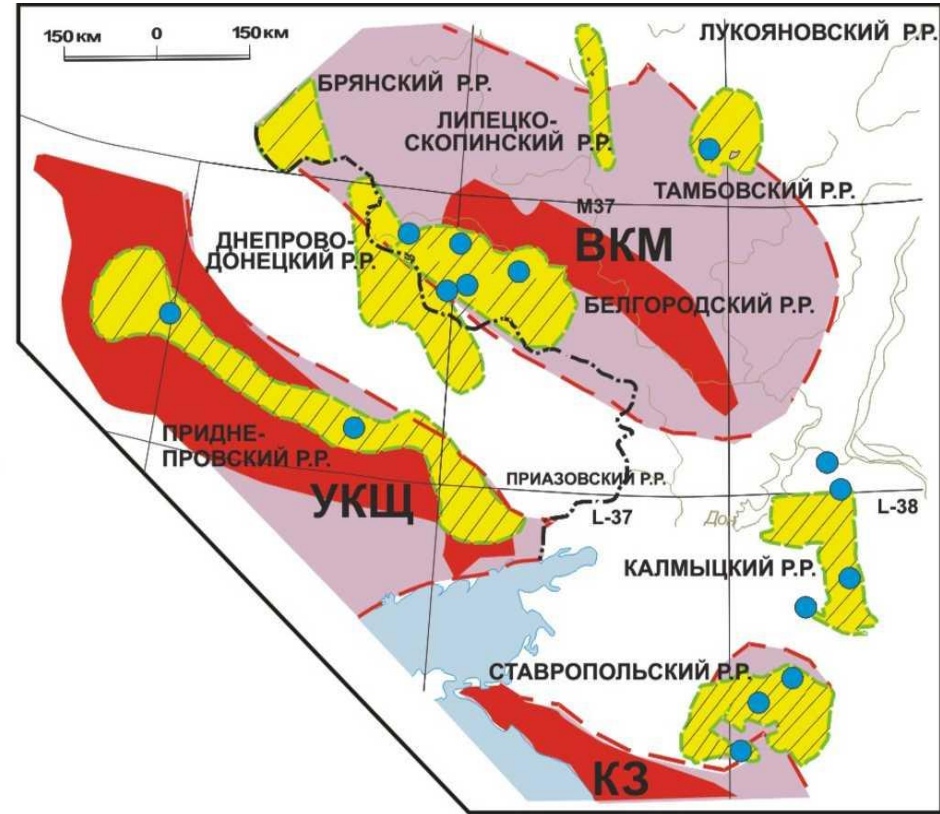 ЛУКОЯНОВСКИЙ Р.Р.
150 км 0 150 км
БРЯНСКИЙ Р.Р.
ЛИПЕЦКО-
СКОПИНСКИЙ Р.Р.
ТАМБОВСКИЙ Р.Р.
М37
ДНЕПРОВО-
ДОНЕЦКИЙ Р.Р.
ВКМ
БЕЛГОРОДСКИЙ Р.Р.
ПРИДНЕ-
ПРОВСКИЙ Р.Р.
ПРИАЗОВСКИЙ Р.Р.
УКЩ
L-37
Дон
L-38
КАЛМЫЦКИЙ Р.Р.
СТАВРОПОЛЬСКИЙ Р.Р.
КЗ